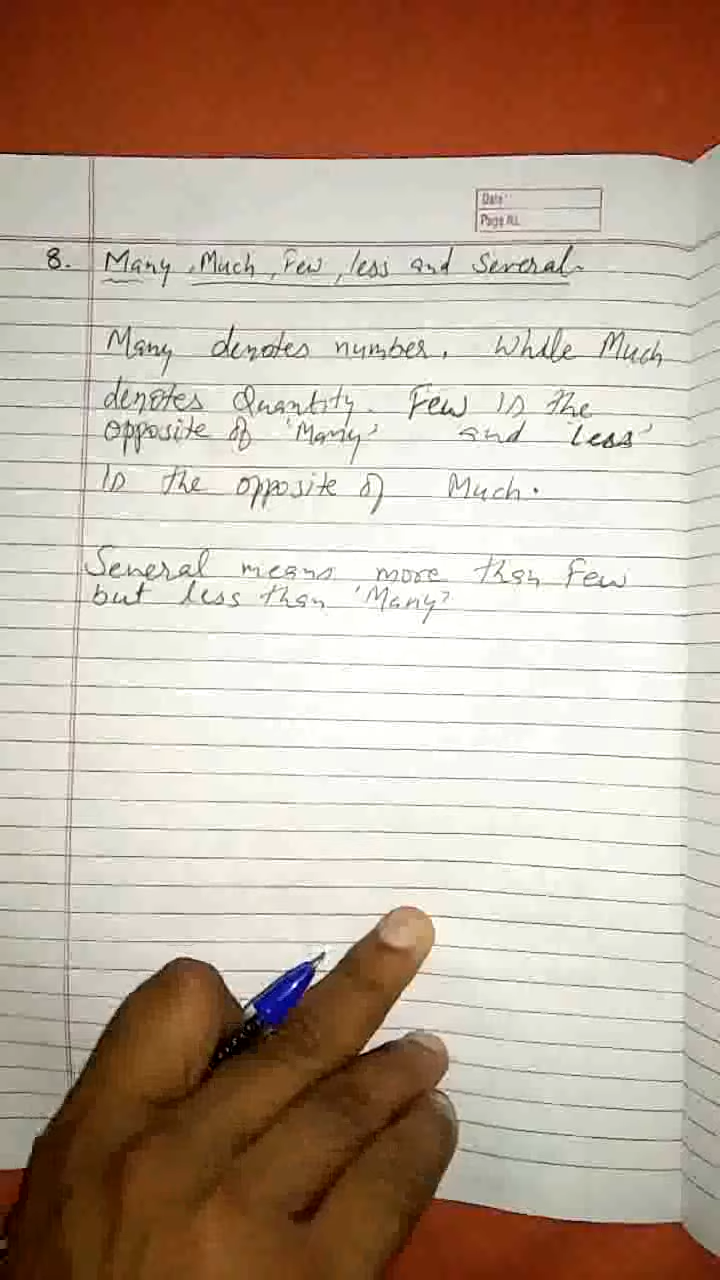 Date
Page No.
8. Many, Much, Few, less and Several.
Many denotes number, While Much
denotes Quantity. Few is the
opposite of 'Many' and 'Less'
is the opposite of Much.
Several means more than Few
but less than 'Many'